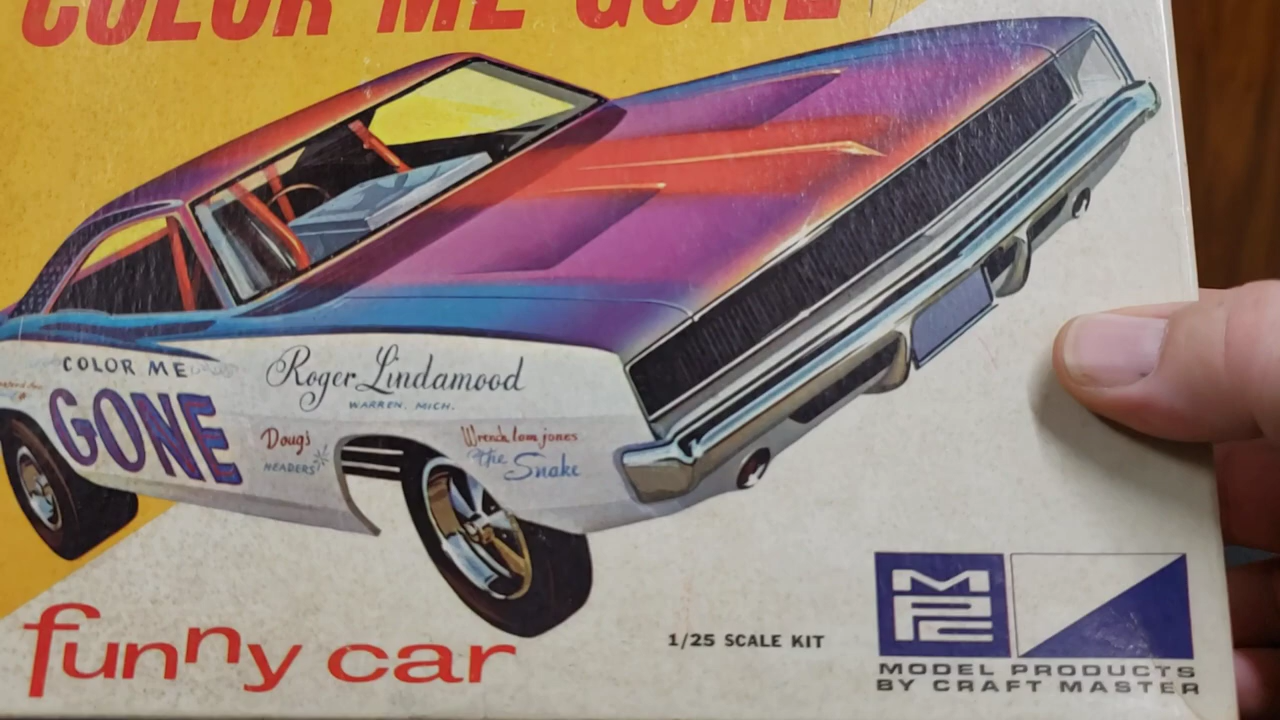 COLOR ME GONE
COLOR ME
GONE
Roger Lindamood
WARREN, MICH.
Doug's
HEADERS
Wrench tom jones
the Snake
funny car
1/25 SCALE KIT
MPC
MODEL PRODUCTS
BY CRAFT MASTER